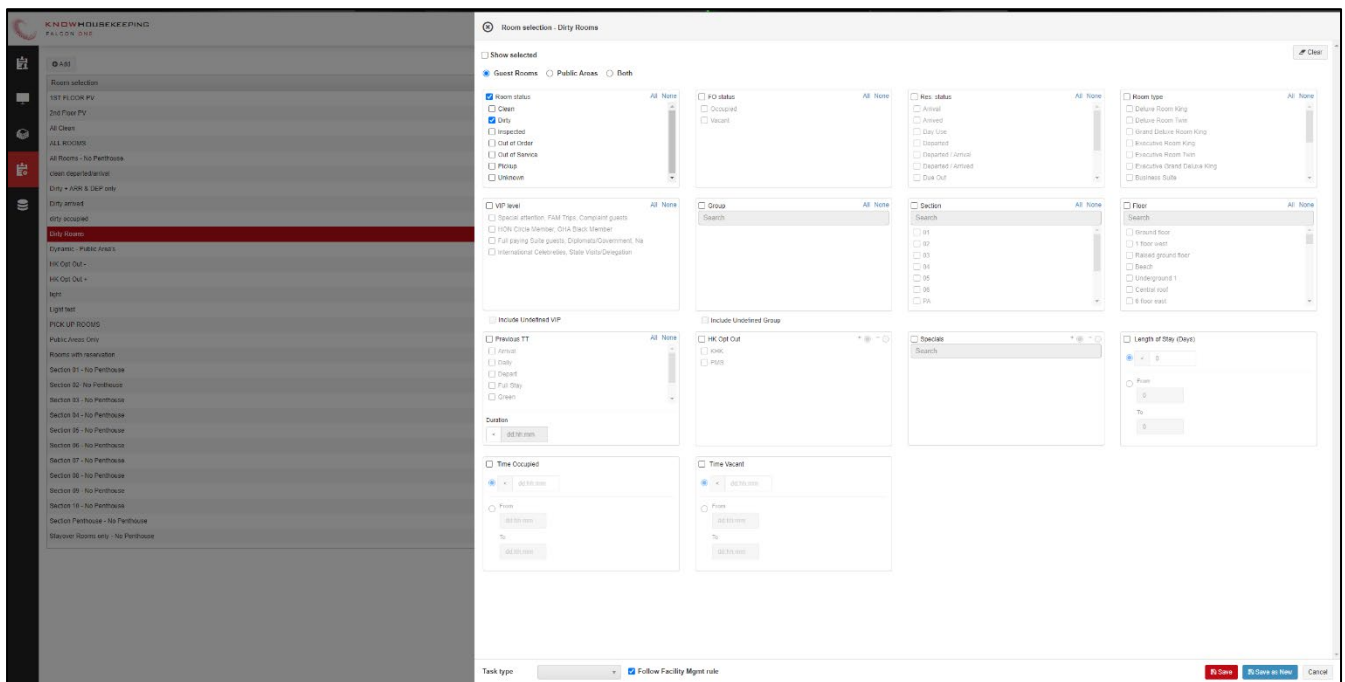 KNOWHOUSEKEEPING
FALCON ONE
Add
Room selection
1ST FLOOR PV
2nd Floor PV
All Clean
ALL ROOMS
All Rooms - No Penthouse
clean departed/arrival
Dirty + ARR & DEP only
Dirty arrived
dirty occupied
Dirty Rooms
Dynamic - Public Areas
HK Opt Out -
HK Opt Out +
Light test
PICK UP ROOMS
Public Areas Only
Rooms with reservation
Section 01 - No Penthouse
Section 02- No Penthouse
Section 03 - No Penthouse
Section 04 - No Penthouse
Section 05 - No Penthouse
Section 06 - No Penthouse
Section 07 - No Penthouse
Section 08 - No Penthouse
Section 09 - No Penthouse
Section 10 - No Penthouse
Section Penthouse - No Penthouse
Stayover Rooms only - No Penthouse
Room selection - Dirty Rooms
Show selected
Clear
Guest Rooms Public Areas Both
Room status All None
Clean
Dirty
Inspected
Out of Order
Out of Service
Pickup
Unknown
FO status All None
Occupied
Vacant
Res. status All None
Arrival
Arrived
Day Use
Departed
Departed / Arrival
Departed / Arrived
Due Out
Room type All None
Deluxe Room King
Deluxe Room Twin
Grand Deluxe Room King
Executive Room King
Executive Room Twin
Executive Grand Deluxe King
Business Suite
VIP level All None
Special attention, FAM Trips, Complaint guests
Circle Member, Black Member
Full paying Suite guests, Diplomats/Government, Na
International Celebreties, State Visits/Delegation
Include Undefined VIP
Group All None
Search
Include Undefined Group
Section All None
Search
01
02
03
04
05
06
PA
Floor All None
Search
Ground floor
1 floor west
Raised ground floor
Beach
Underground 1
Central roof
Previous TT All None
Arrival
Daily
Depart
Full Stay
Green
Duration
dd:hh:mm
HK Opt Out
KHK
PMS
Specials
Search
Length of Stay (Days)
0
From
0
To
0
Time Occupied
dd:hh:mm
From
dd:hh:mm
To
dd:hh:mm
Time Vacant
dd:hh:mm
From
dd:hh:mm
To
dd:hh:mm
Task type
Follow Facility Mgmt rule
Save
Save as New
Cancel